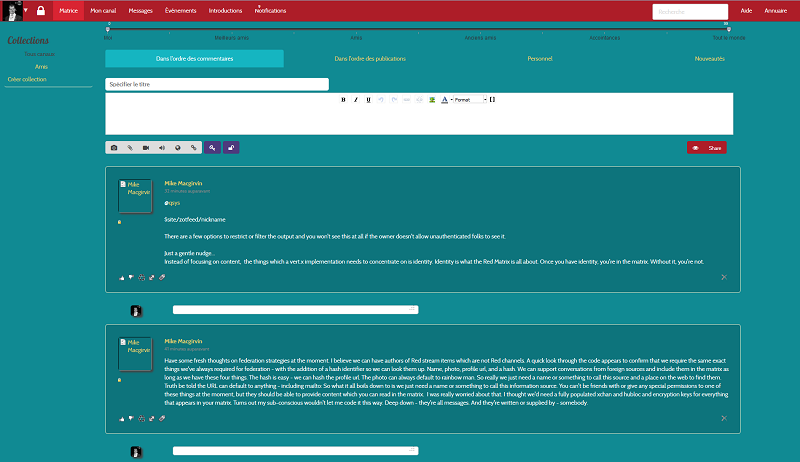 Matrice Mon canal Messages Évènements Introductions Notifications Recherche Aide Annuaire
Collections
Amis
Créer collection
Moi Meilleurs amis Amis Anciens amis Accointances Tout le monde
Dans l'ordre des commentaires Dans l'ordre des publications Personnel Nouveautés
Spécifier le titre
B I U A Format
Share
Mike Macgirvin
Mike Macgirvin
@qsys
$site/zotfeed/nickname
There are a few options to restrict or filter the output and you won't see this at all if the owner doesn't allow unauthenticated folks to see it.
Just a gentle nudge...
Instead of focusing on content, the things which a vert.x implementation needs to concentrate on is identity. Identity is what the Red Matrix is all about. Once you have identity, you're in the matrix. Without it, you're not.
Mike Macgirvin
Mike Macgirvin
Have some fresh thoughts on federation strategies at the moment. I believe we can have authors of Red stream items which are not Red channels. A quick look through the code appears to confirm that we require the same exact
things we've always required for federation - with the addition of a hash identifier so we can look them up. Name, photo, profile url, and a hash. We can support conversations from foreign sources and include them in the matrix as
long as we have these four things. The hash is easy - we can hash the profile url. The photo can always default to rainbow man. So really we just need a name or something to call this source and a place on the web to find them.
Truth be told the URL can default to anything - including mailto: So what it all boils down to is we just need a name or something to call this information source. You can't be friends with or give any special permissions to one of
these things at the moment, but they should be able to provide content which you can read in the matrix. I was really worried about that. I thought we'd need a fully populated xchan and hubloc and encryption keys for everything
that appears in your matrix. Turns out my sub-conscious wouldn't let me code it this way. Deep down - they're all messages. And they're written or supplied by - somebody.